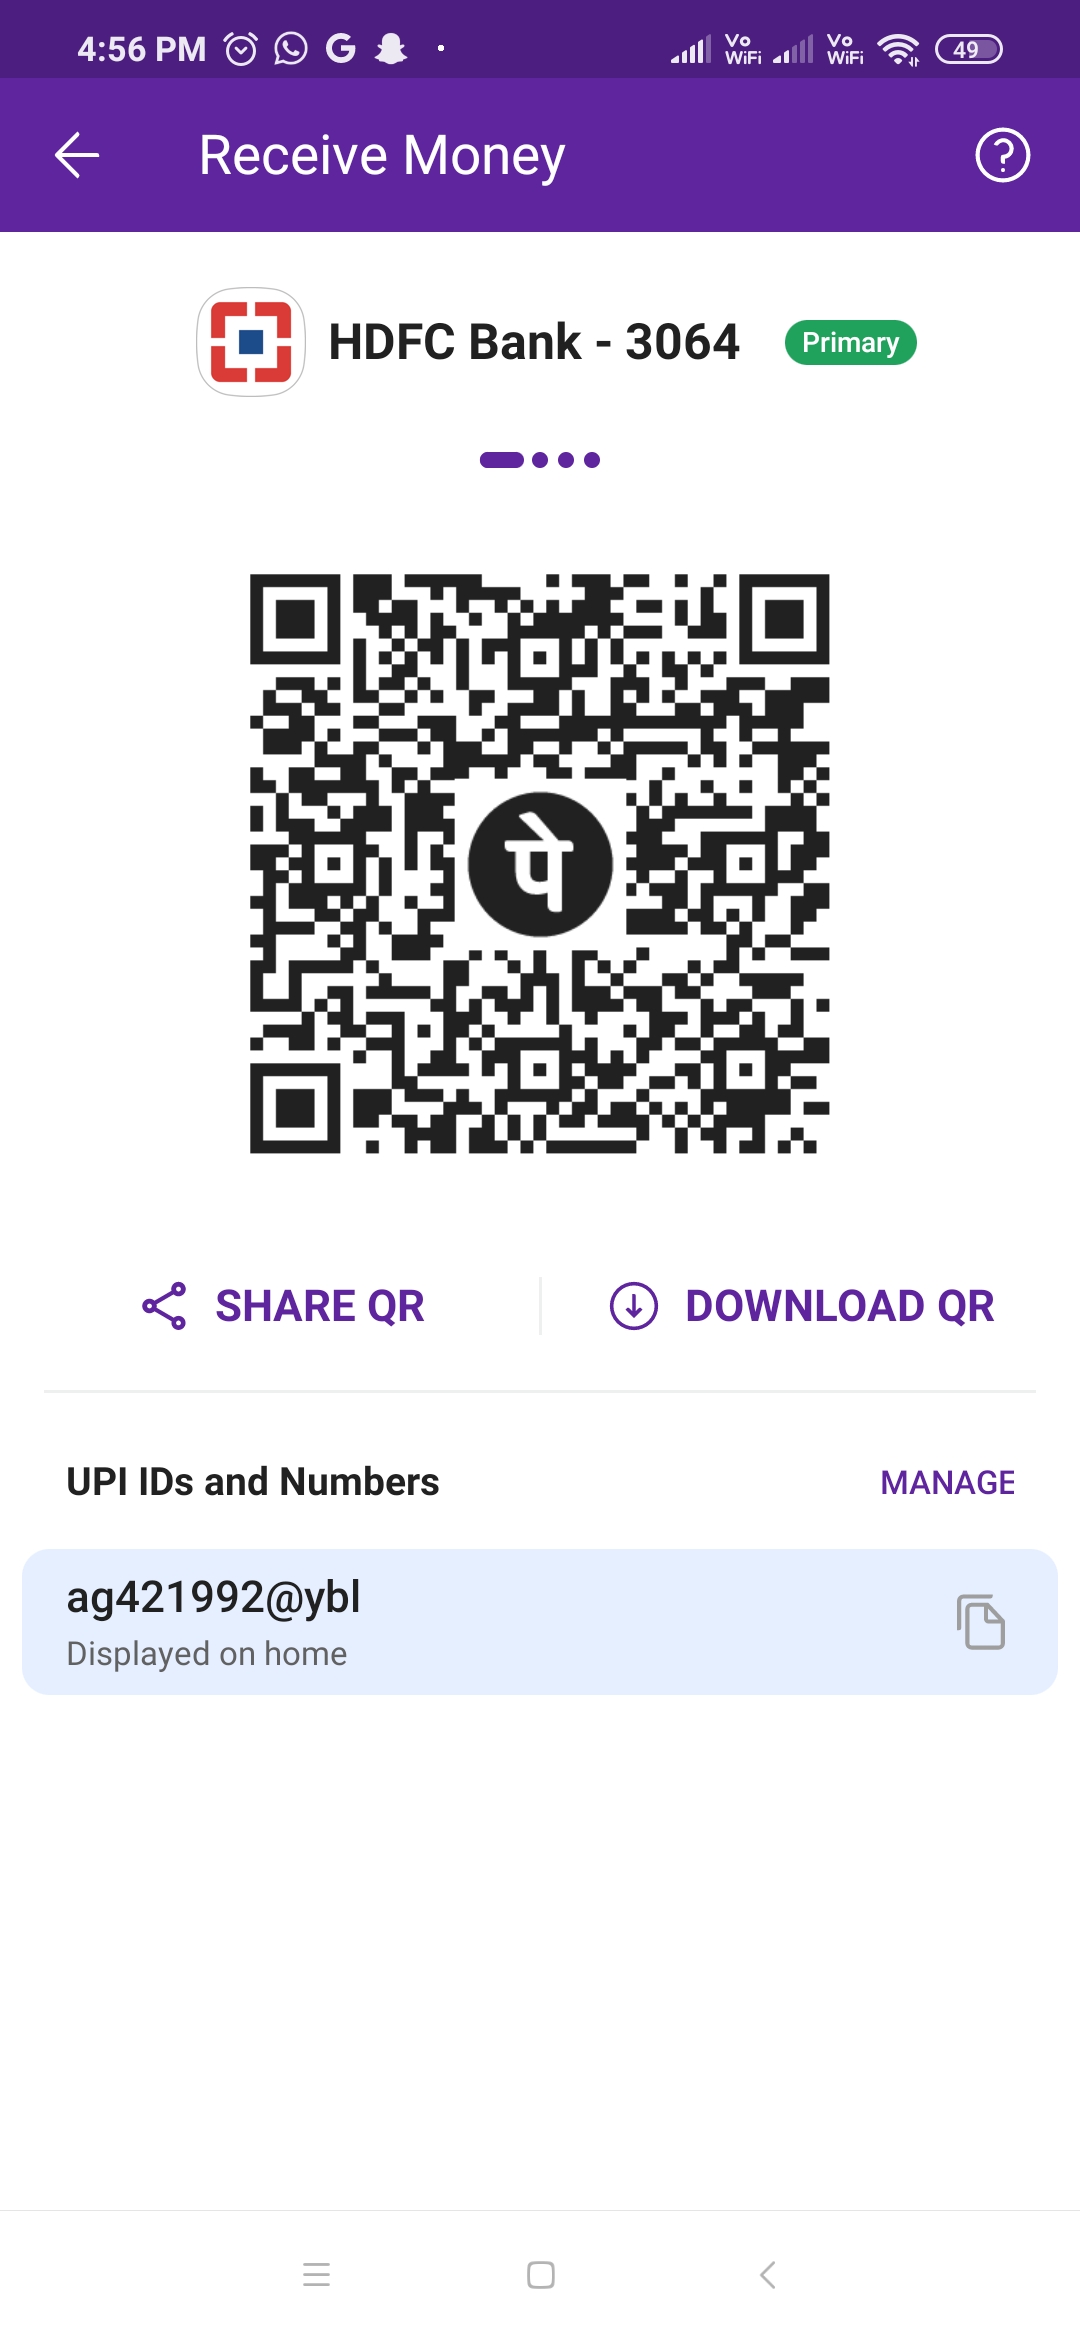 4:56 PM
Vo
WiFi
Vo
WiFi
49
Receive Money
HDFC Bank - 3064
Primary
पे
SHARE QR
DOWNLOAD QR
UPI IDs and Numbers
MANAGE
ag421992@ybl
Displayed on home